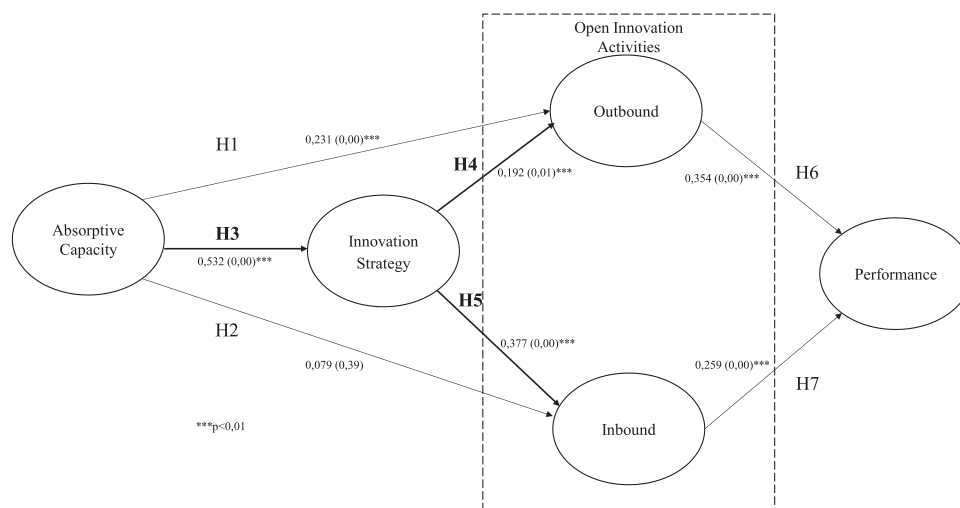 Open Innovation
Activities
Outbound
H1
0,231 (0,00)***
H4
0,192 (0,01)***
0,354 (0,00)***
H6
Absorptive
Capacity
H3
0,532 (0,00)***
Innovation
Strategy
Performance
H5
H2
0,377 (0,00)***
0,079 (0,39)
0,259 (0,00)***
H7
Inbound
***p<0,01